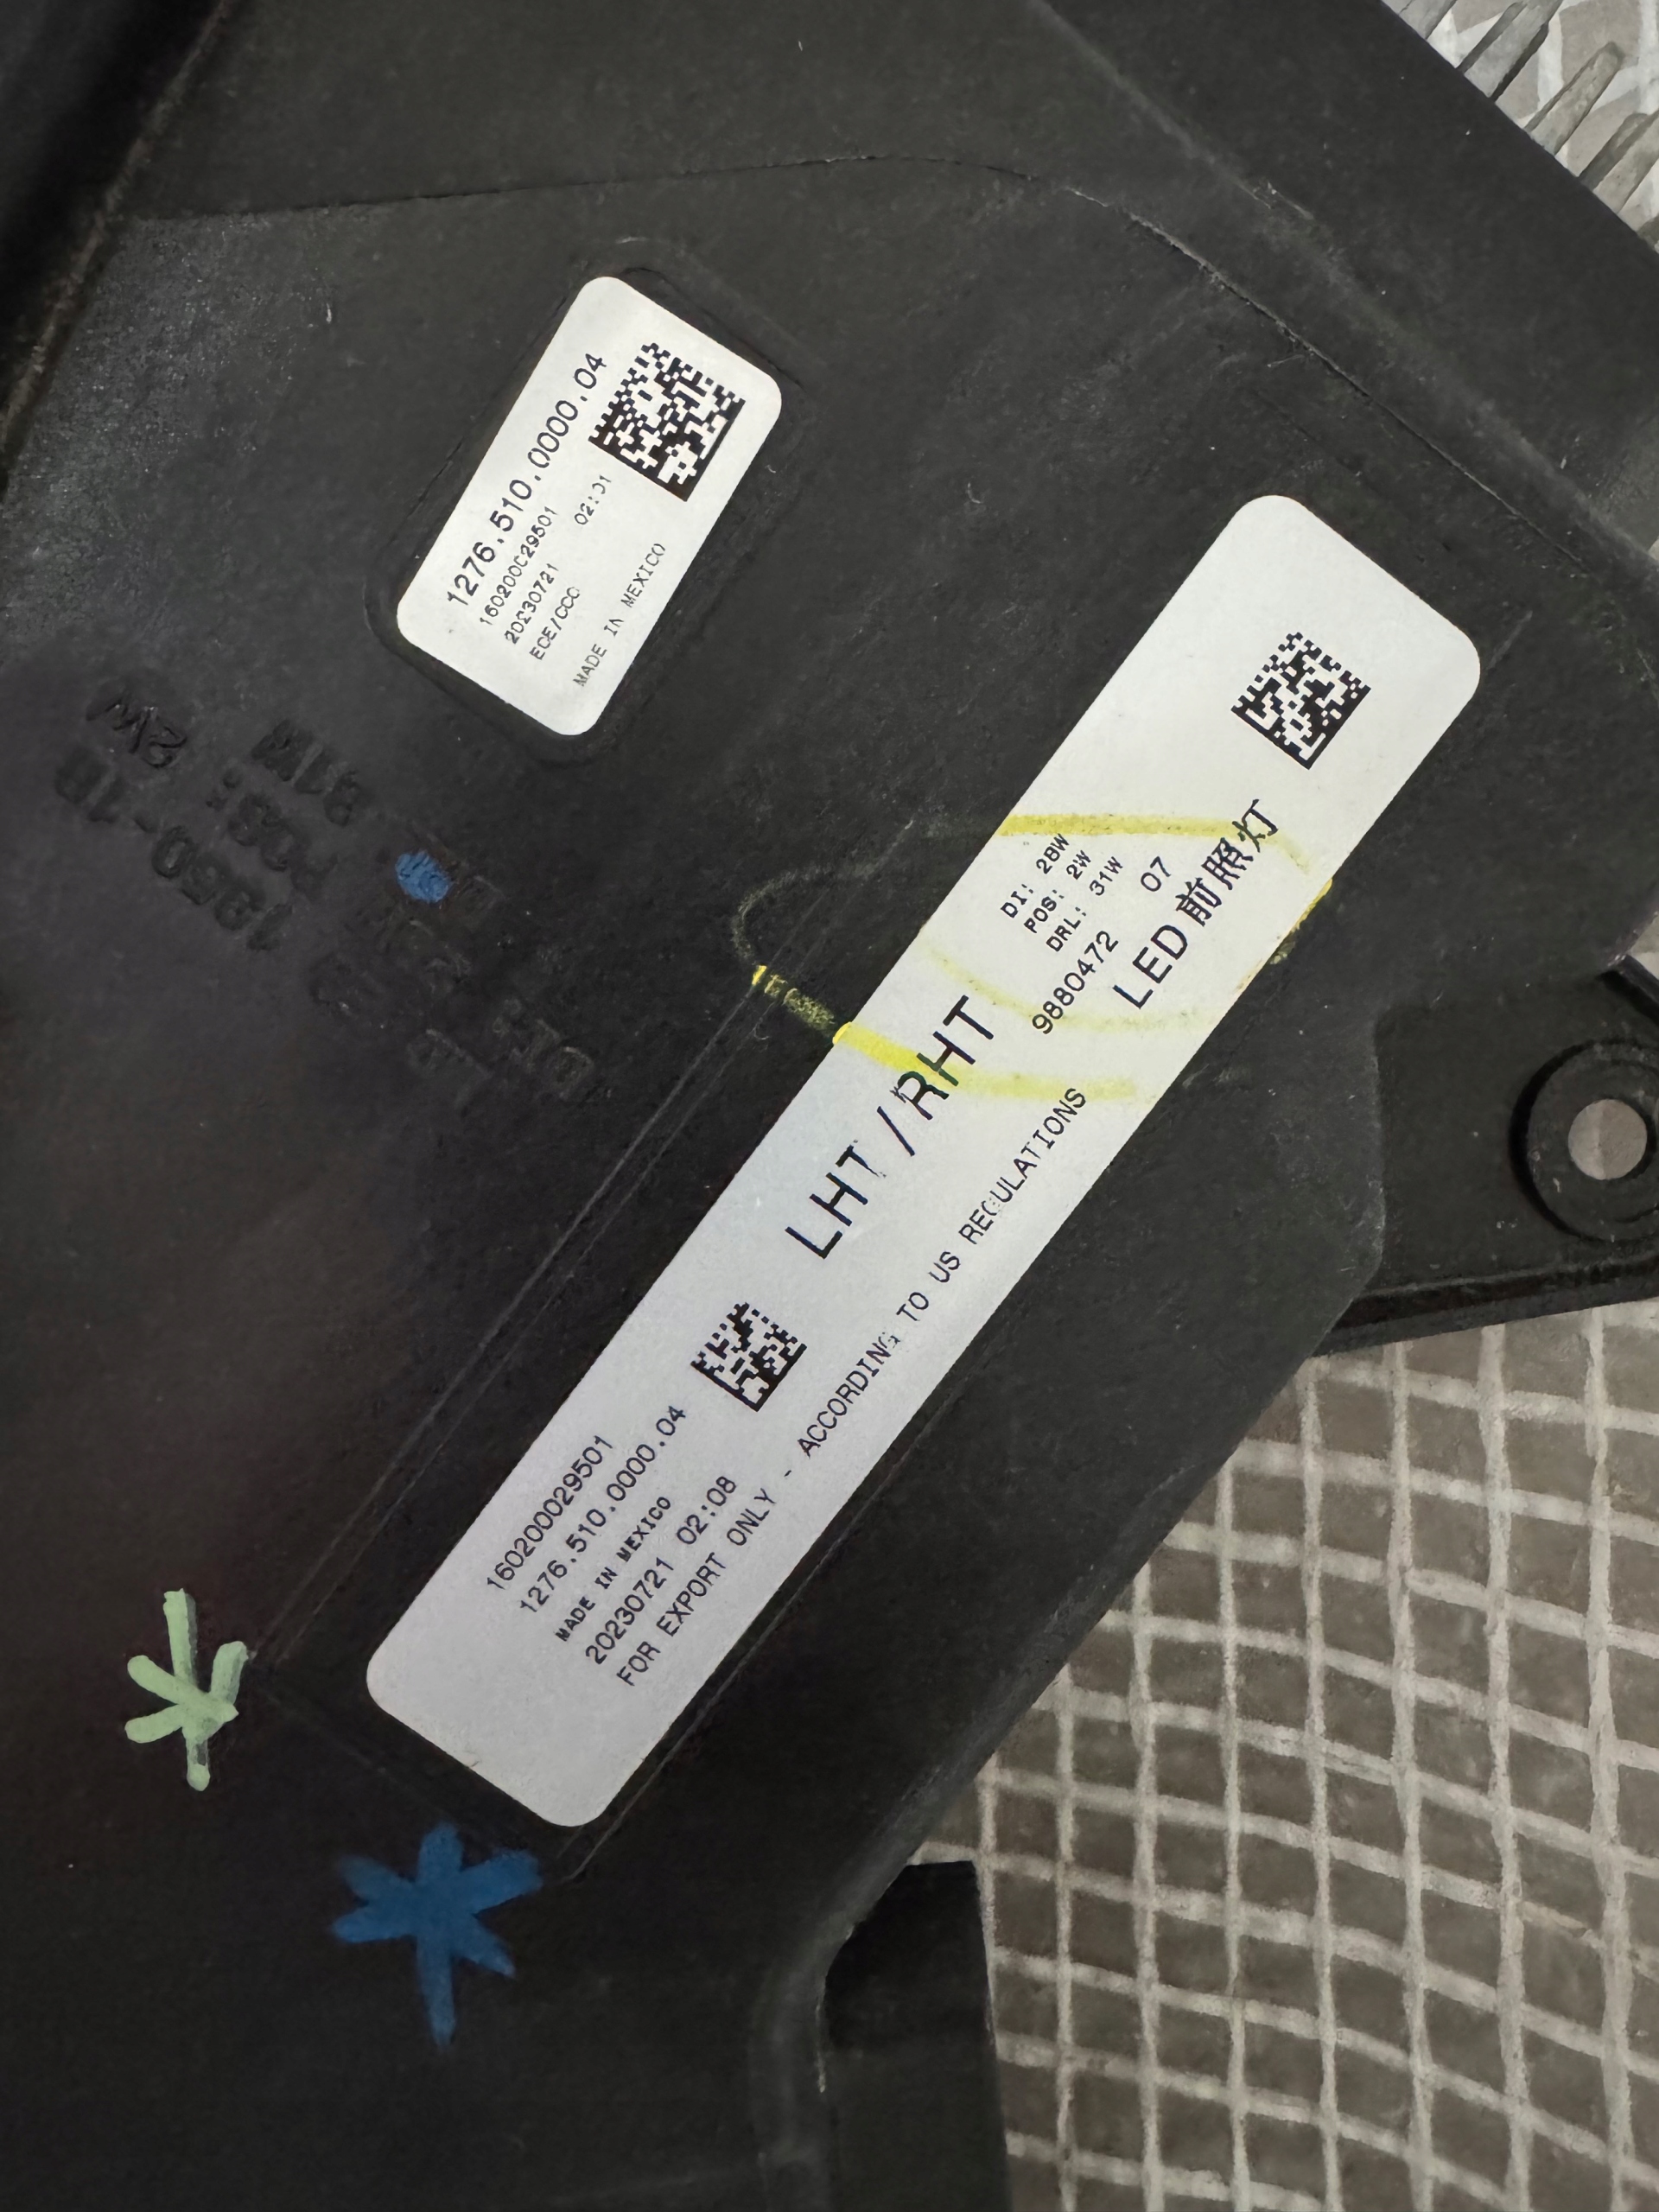 1276.510.0000.04
160200029501
20230721 02:01
ECE/CCC
MADE IN MEXICO
160200029501
1276.510.0000.04
MADE IN MEXICO
20230721 02:08
FOR EXPORT ONLY - ACCORDING TO US REGULATIONS
LHT/RHT
DI: 28W
POS: 2W
DRL: 31W
9880472 07
LED前照灯
POS:
2W